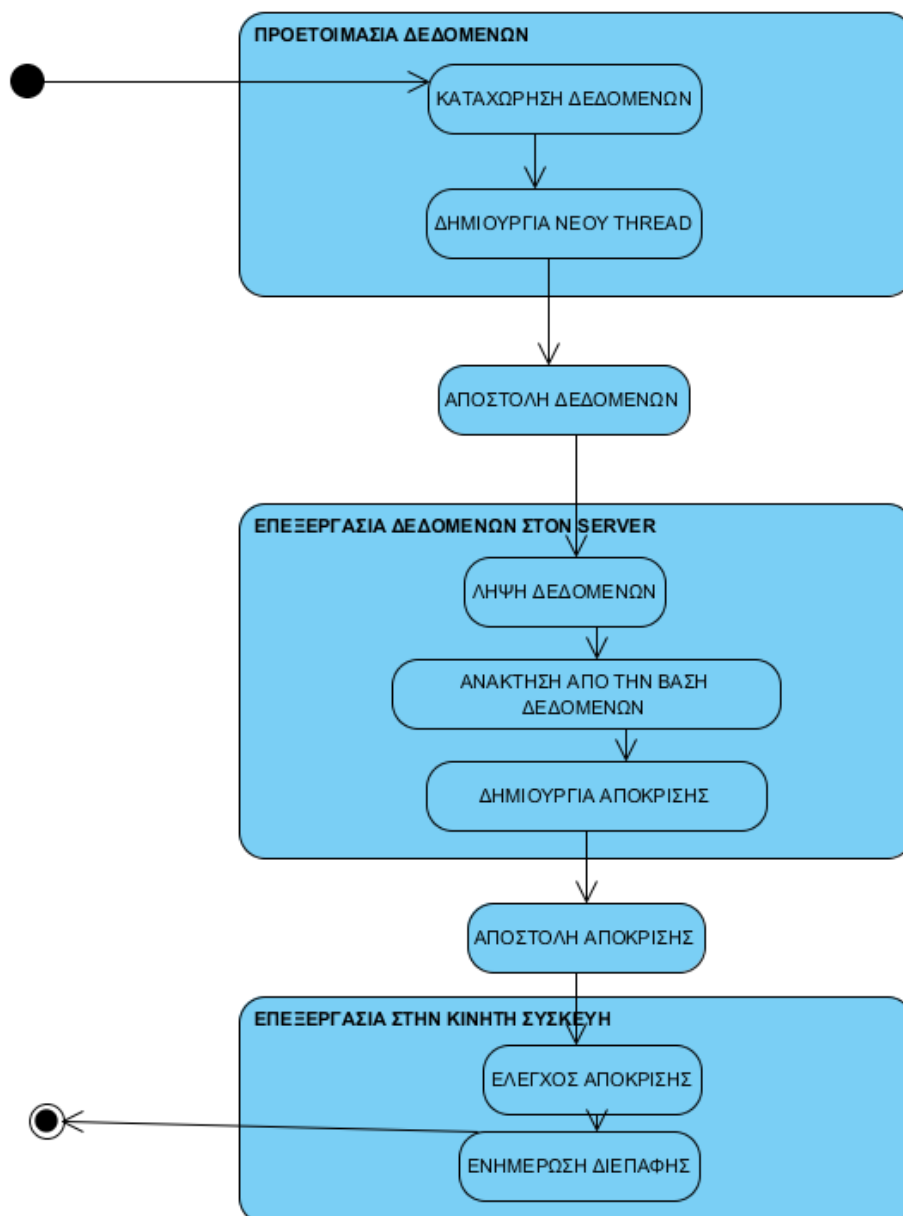 ΠΡΟΕΤΟΙΜΑΣΙΑ ΔΕΔΟΜΕΝΩΝ
ΚΑΤΑΧΩΡΗΣΗ ΔΕΔΟΜΕΝΩΝ
ΔΗΜΙΟΥΡΓΙΑ ΝΕΟΥ THREAD
ΑΠΟΣΤΟΛΗ ΔΕΔΟΜΕΝΩΝ
ΕΠΕΞΕΡΓΑΣΙΑ ΔΕΔΟΜΕΝΩΝ ΣΤΟΝ SERVER
ΛΗΨΗ ΔΕΔΟΜΕΝΩΝ
ΑΝΑΚΤΗΣΗ ΑΠΟ ΤΗΝ ΒΑΣΗ
ΔΕΔΟΜΕΝΩΝ
ΔΗΜΙΟΥΡΓΙΑ ΑΠΟΚΡΙΣΗΣ
ΑΠΟΣΤΟΛΗ ΑΠΟΚΡΙΣΗΣ
ΕΠΕΞΕΡΓΑΣΙΑ ΣΤΗΝ ΚΙΝΗΤΗ ΣΥΣΚΕΥΗ
ΕΛΕΓΧΟΣ ΑΠΟΚΡΙΣΗΣ
ΕΝΗΜΕΡΩΣΗ ΔΙΕΠΑΦΗΣ